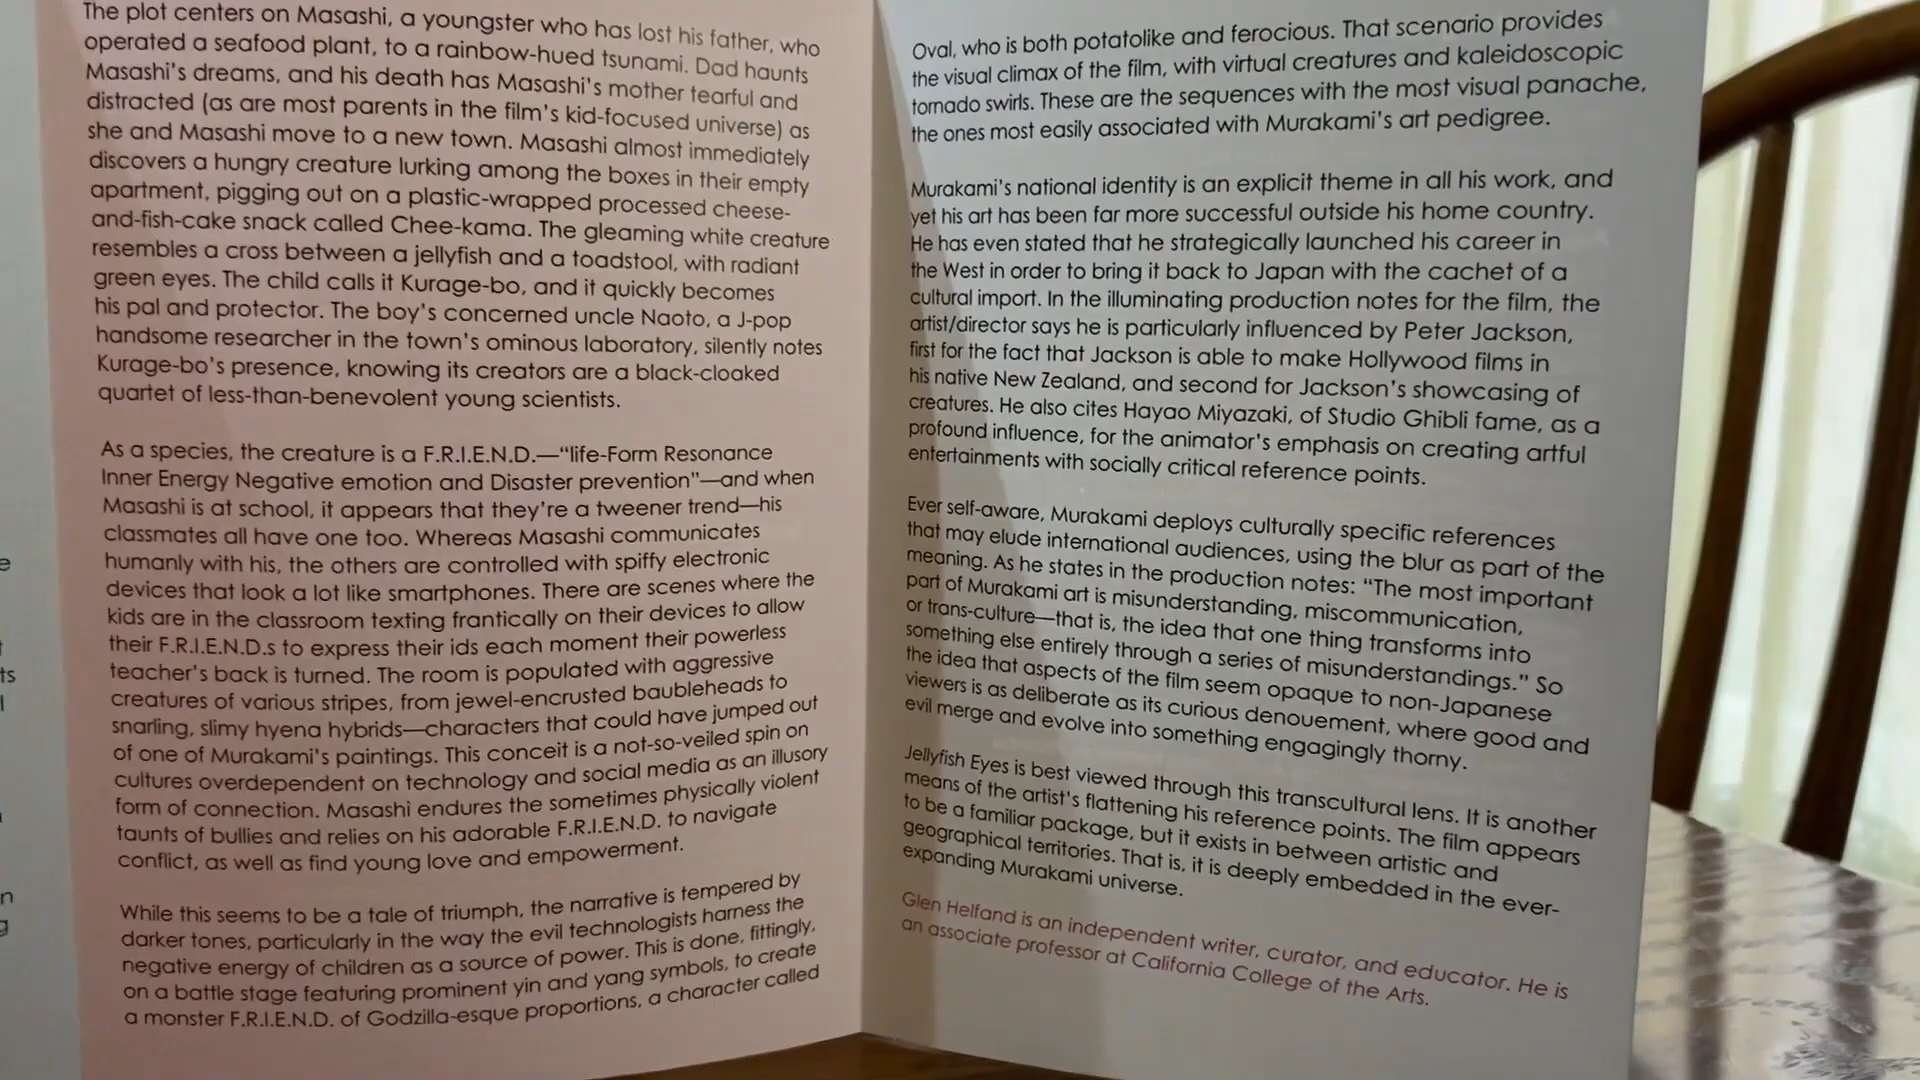 The plot centers on Masashi, a youngster who has lost his father, who
operated a seafood plant, to a rainbow-hued tsunami. Dad haunts
Masashi's dreams, and his death has Masashi's mother tearful and
distracted (as are most parents in the film's kid-focused universe) as
she and Masashi move to a new town. Masashi almost immediately
discovers a hungry creature lurking among the boxes in their empty
apartment, pigging out on a plastic-wrapped processed cheese-
and-fish-cake snack called Chee-kama. The gleaming white creature
resembles a cross between a jellyfish and a toadstool, with radiant
green eyes. The child calls it Kurage-bo, and it quickly becomes
his pal and protector. The boy's concerned uncle Naoto, a J-pop
handsome researcher in the town's ominous laboratory, silently notes
Kurage-bo's presence, knowing its creators are a black-cloaked
quartet of less-than-benevolent young scientists.
As a species, the creature is a F.R.I.E.N.D.—“life-Form Resonance
Inner Energy Negative emotion and Disaster prevention"—and when
Masashi is at school, it appears that they're a tweener trend—his
classmates all have one too. Whereas Masashi communicates
humanly with his, the others are controlled with spiffy electronic
devices that look a lot like smartphones. There are scenes where the
kids are in the classroom texting frantically on their devices to allow
their F.R.I.E.N.D.s to express their ids each moment their powerless
teacher's back is turned. The room is populated with aggressive
creatures of various stripes, from jewel-encrusted baubleheads to
snarling, slimy hyena hybrids—characters that could have jumped out
of one of Murakami's paintings. This conceit is a not-so-veiled spin on
cultures overdependent on technology and social media as an illusory
form of connection. Masashi endures the sometimes physically violent
taunts of bullies and relies on his adorable F.R.I.E.N.D. to navigate
conflict, as well as find young love and empowerment.
While this seems to be a tale of triumph, the narrative is tempered by
darker tones, particularly in the way the evil technologists harness the
negative energy of children as a source of power. This is done, fittingly,
on a battle stage featuring prominent yin and yang symbols, to create
a monster F.R.I.E.N.D. of Godzilla-esque proportions, a character called
Oval, who is both potatolike and ferocious. That scenario provides
the visual climax of the film, with virtual creatures and kaleidoscopic
tornado swirls. These are the sequences with the most visual panache,
the ones most easily associated with Murakami's art pedigree.
Murakami's national identity is an explicit theme in all his work, and
yet his art has been far more successful outside his home country.
He has even stated that he strategically launched his career in
the West in order to bring it back to Japan with the cachet of a
cultural import. In the illuminating production notes for the film, the
artist/director says he is particularly influenced by Peter Jackson,
first for the fact that Jackson is able to make Hollywood films in
his native New Zealand, and second for Jackson's showcasing of
creatures. He also cites Hayao Miyazaki, of Studio Ghibli fame, as a
profound influence, for the animator's emphasis on creating artful
entertainments with socially critical reference points.
Ever self-aware, Murakami deploys culturally specific references
that may elude international audiences, using the blur as part of the
meaning. As he states in the production notes: “The most important
part of Murakami art is misunderstanding, miscommunication,
or trans-culture—that is, the idea that one thing transforms into
something else entirely through a series of misunderstandings.” So
the idea that aspects of the film seem opaque to non-Japanese
viewers is as deliberate as its curious denouement, where good and
evil merge and evolve into something engagingly thorny.
Jellyfish Eyes is best viewed through this transcultural lens. It is another
means of the artist's flattening his reference points. The film appears
to be a familiar package, but it exists in between artistic and
geographical territories. That is, it is deeply embedded in the ever-
expanding Murakami universe.
Glen Helfand is an independent writer, curator, and educator. He is
an associate professor at California College of the Arts.